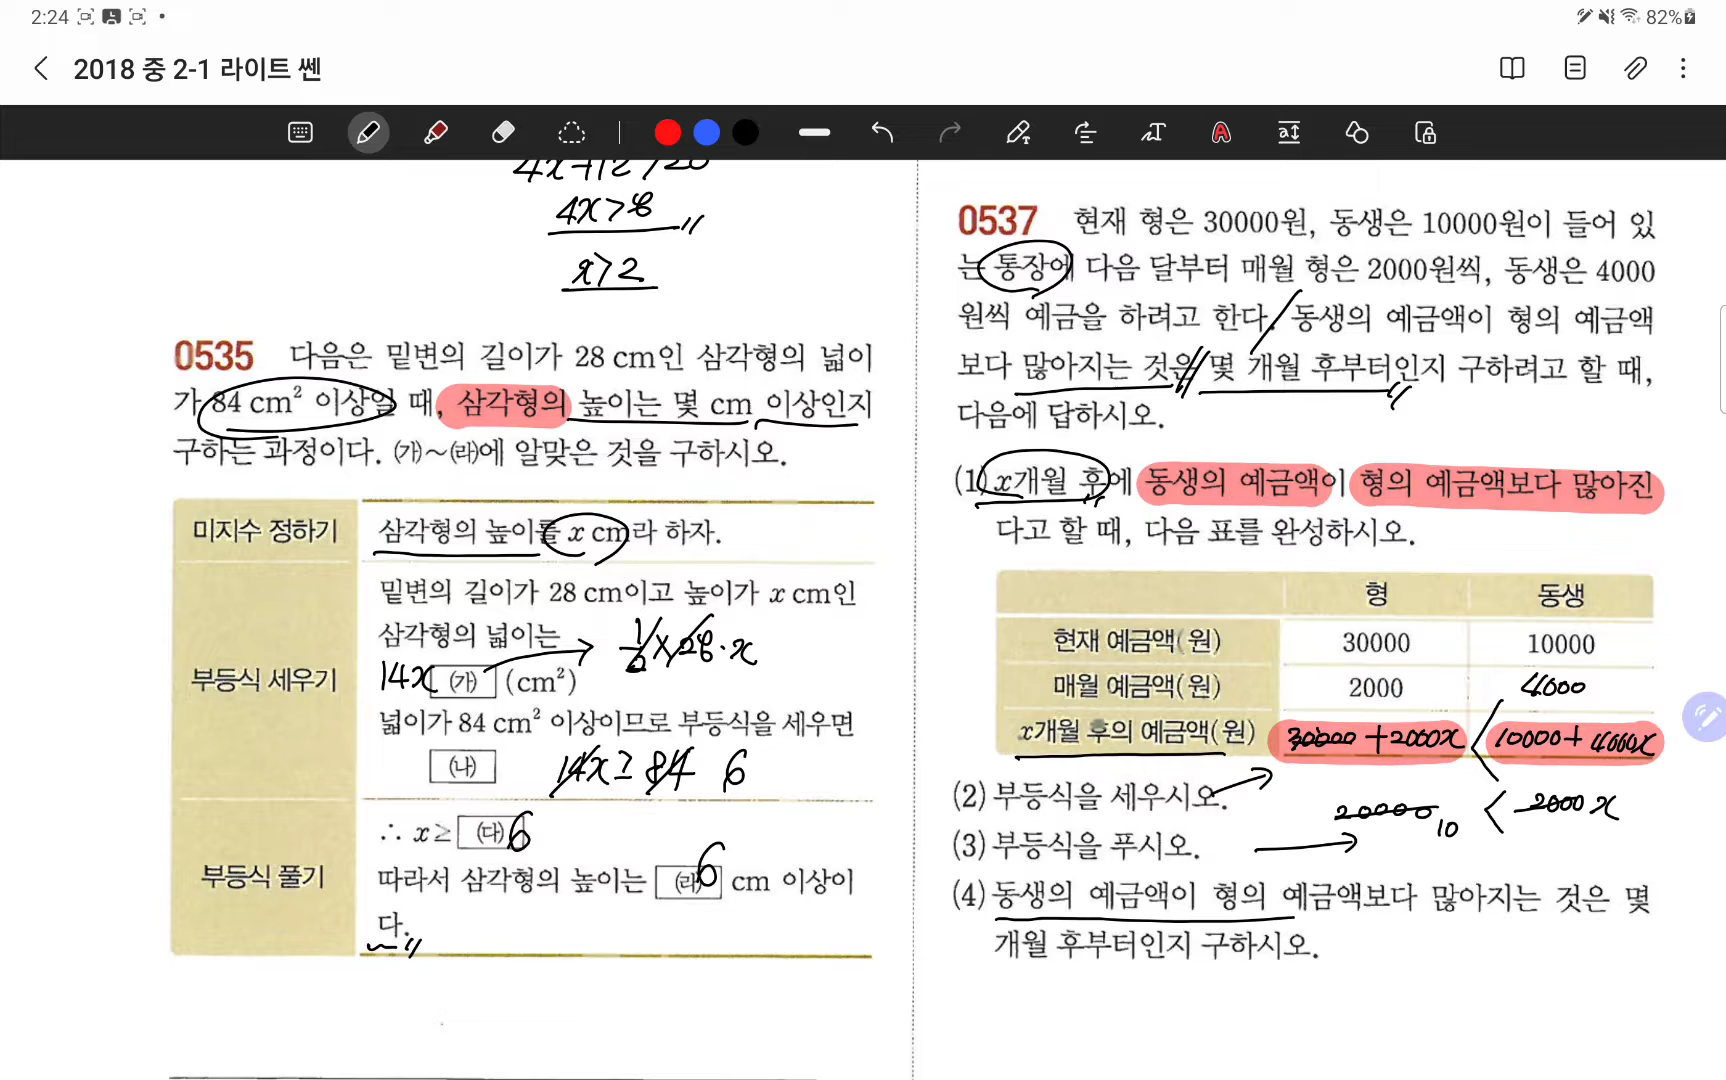 2:24
82%
2018 중 2-1 라이트 쎈
4x+12>20
4x>8
x>2
0535 다음은 밑변의 길이가 28 cm인 삼각형의 넓이
가 84 cm² 이상일 때, 삼각형의 높이는 몇 cm 이상인지
구하는 과정이다. ㈎~㈑에 알맞은 것을 구하시오.
미지수 정하기 삼각형의 높이를 x cm라 하자.
밑변의 길이가 28 cm이고 높이가 x cm인
삼각형의 넓이는 1/2×28·x
부등식 세우기 14x ㈎ (cm²)
넓이가 84 cm² 이상이므로 부등식을 세우면
㈏ 14x≥84 6
∴ x≥ ㈐ 6
부등식 풀기 따라서 삼각형의 높이는 ㈑ 6 cm 이상이
다.
0537 현재 형은 30000원, 동생은 10000원이 들어 있
는 통장에 다음 달부터 매월 형은 2000원씩, 동생은 4000
원씩 예금을 하려고 한다. 동생의 예금액이 형의 예금액
보다 많아지는 것은 몇 개월 후부터인지 구하려고 할 때,
다음에 답하시오.
(1) x개월 후에 동생의 예금액이 형의 예금액보다 많아진
다고 할 때, 다음 표를 완성하시오.
형 동생
현재 예금액(원) 30000 10000
매월 예금액(원) 2000 4000
x개월 후의 예금액(원) 30000+2000x < 10000+4000x
(2) 부등식을 세우시오.
20000 10 < 2000x
(3) 부등식을 푸시오.
(4) 동생의 예금액이 형의 예금액보다 많아지는 것은 몇
개월 후부터인지 구하시오.